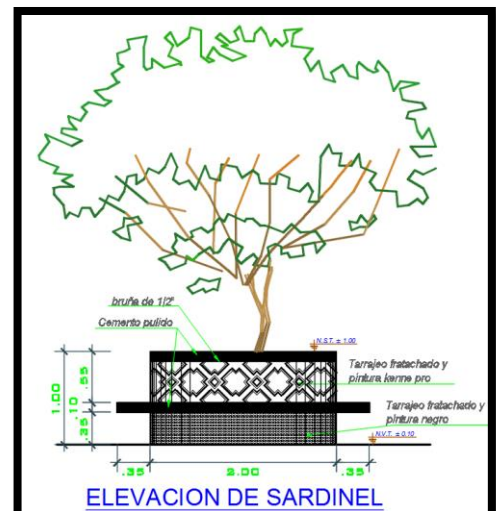 bruña de 1/2"
Cemento pulido
N.S.T. ± 1.00
Tarrajeo fratachado y
pintura kenne pro
Tarrajeo fratachado y
pintura negro
N.V.T. ± 0.10
1.00
.55
.10
.35
.35
2.00
.35
ELEVACION DE SARDINEL